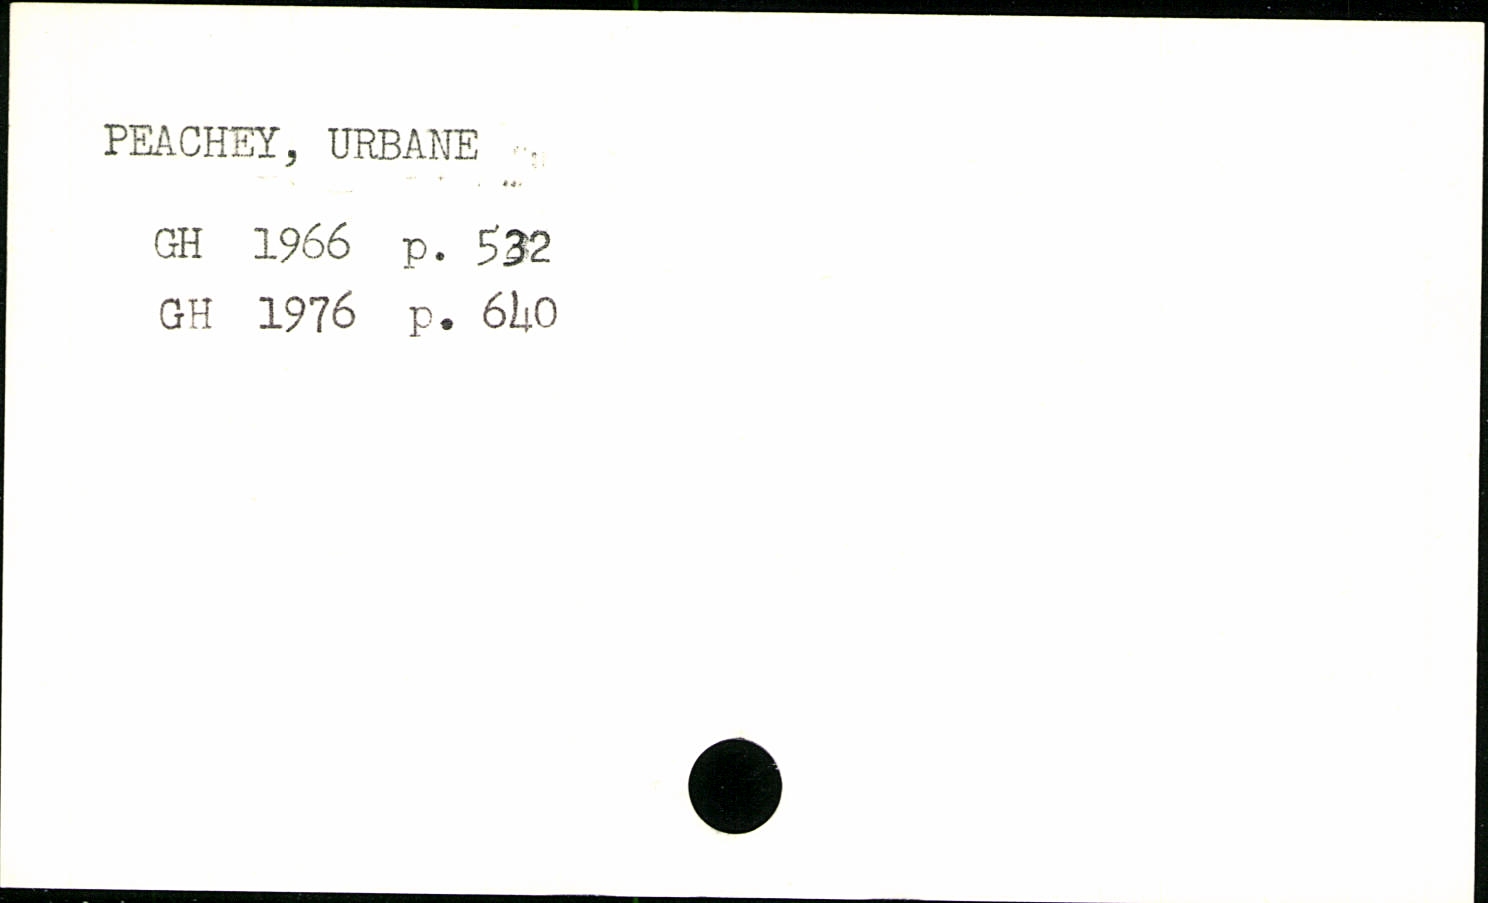 PEACHEY, URBANE
GH 1966 p. 532
GH 1976 p. 640